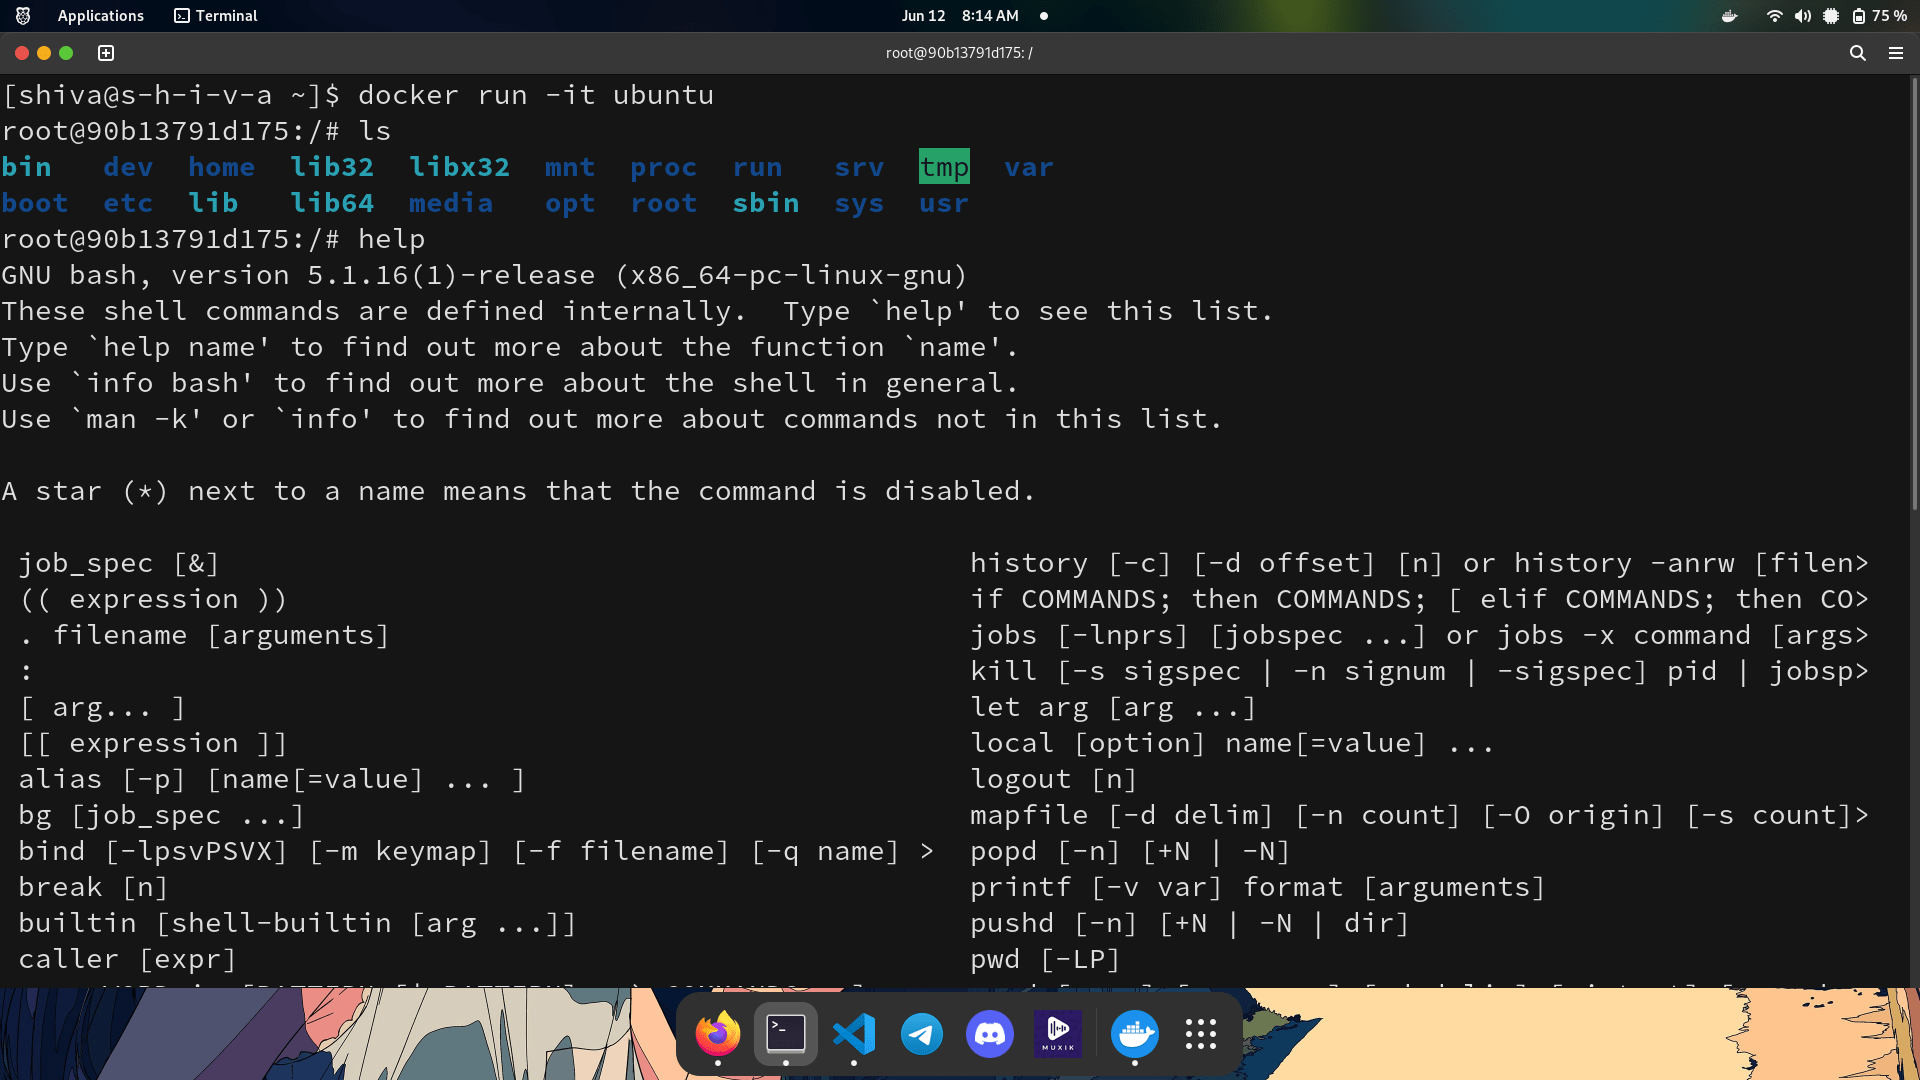 Applications Terminal Jun 12 8:14 AM 75 %
root@90b13791d175: /
[shiva@s-h-i-v-a ~]$ docker run -it ubuntu
root@90b13791d175:/# ls
bin dev home lib32 libx32 mnt proc run srv tmp var
boot etc lib lib64 media opt root sbin sys usr
root@90b13791d175:/# help
GNU bash, version 5.1.16(1)-release (x86_64-pc-linux-gnu)
These shell commands are defined internally.  Type `help' to see this list.
Type `help name' to find out more about the function `name'.
Use `info bash' to find out more about the shell in general.
Use `man -k' or `info' to find out more about commands not in this list.
A star (*) next to a name means that the command is disabled.
job_spec [&] history [-c] [-d offset] [n] or history -anrw [filen>
(( expression )) if COMMANDS; then COMMANDS; [ elif COMMANDS; then CO>
. filename [arguments] jobs [-lnprs] [jobspec ...] or jobs -x command [args>
: kill [-s sigspec | -n signum | -sigspec] pid | jobsp>
[ arg... ] let arg [arg ...]
[[ expression ]] local [option] name[=value] ...
alias [-p] [name[=value] ... ] logout [n]
bg [job_spec ...] mapfile [-d delim] [-n count] [-O origin] [-s count]>
bind [-lpsvPSVX] [-m keymap] [-f filename] [-q name] > popd [-n] [+N | -N]
break [n] printf [-v var] format [arguments]
builtin [shell-builtin [arg ...]] pushd [-n] [+N | -N | dir]
caller [expr] pwd [-LP]
MUXIK